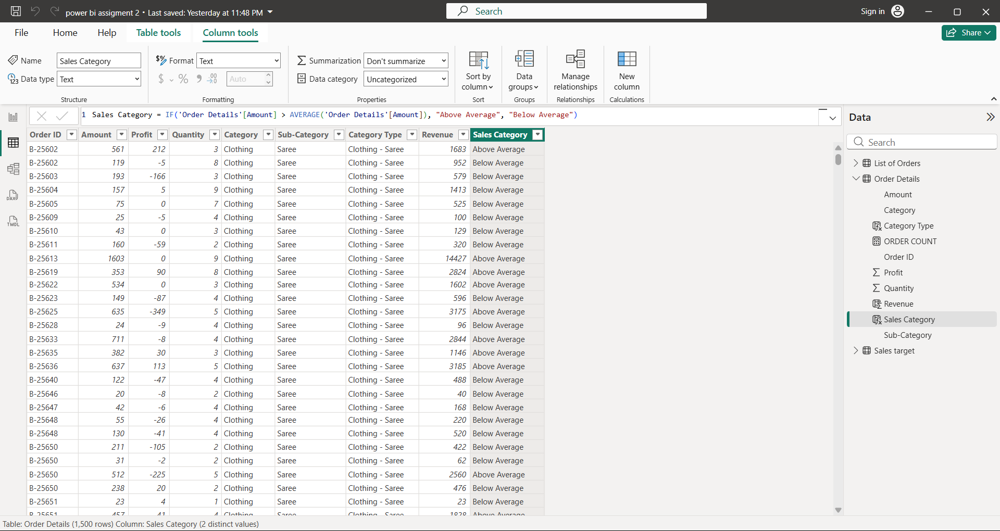 power bi assigment 2 • Last saved: Yesterday at 11:48 PM
Search
Sign in
File Home Help Table tools Column tools
Share
Name Sales Category
Data type Text
Structure
Format Text
$ % Auto
Formatting
Summarization Don't summarize
Data category Uncategorized
Properties
Sort by
column
Sort
Data
groups
Groups
Manage
relationships
Relationships
New
column
Calculations
1 Sales Category = IF('Order Details'[Amount] > AVERAGE('Order Details'[Amount]), "Above Average", "Below Average")
Order ID Amount Profit Quantity Category Sub-Category Category Type Revenue Sales Category
B-25602 561 212 3 Clothing Saree Clothing - Saree 1683 Above Average
B-25602 119 -5 8 Clothing Saree Clothing - Saree 952 Below Average
B-25603 193 -166 3 Clothing Saree Clothing - Saree 579 Below Average
B-25604 157 5 9 Clothing Saree Clothing - Saree 1413 Below Average
B-25605 75 0 7 Clothing Saree Clothing - Saree 525 Below Average
B-25609 25 -5 4 Clothing Saree Clothing - Saree 100 Below Average
B-25610 43 0 3 Clothing Saree Clothing - Saree 129 Below Average
B-25611 160 -59 2 Clothing Saree Clothing - Saree 320 Below Average
B-25613 1603 0 9 Clothing Saree Clothing - Saree 14427 Above Average
B-25619 353 90 8 Clothing Saree Clothing - Saree 2824 Above Average
B-25622 534 0 3 Clothing Saree Clothing - Saree 1602 Above Average
B-25623 149 -87 4 Clothing Saree Clothing - Saree 596 Below Average
B-25625 635 -349 5 Clothing Saree Clothing - Saree 3175 Above Average
B-25628 24 -9 4 Clothing Saree Clothing - Saree 96 Below Average
B-25633 711 -8 4 Clothing Saree Clothing - Saree 2844 Above Average
B-25635 382 30 3 Clothing Saree Clothing - Saree 1146 Above Average
B-25636 637 113 5 Clothing Saree Clothing - Saree 3185 Above Average
B-25640 122 -47 4 Clothing Saree Clothing - Saree 488 Below Average
B-25646 20 -8 2 Clothing Saree Clothing - Saree 40 Below Average
B-25647 42 -6 4 Clothing Saree Clothing - Saree 168 Below Average
B-25648 55 -26 4 Clothing Saree Clothing - Saree 220 Below Average
B-25648 130 -41 4 Clothing Saree Clothing - Saree 520 Below Average
B-25650 211 -105 2 Clothing Saree Clothing - Saree 422 Below Average
B-25650 31 -2 2 Clothing Saree Clothing - Saree 62 Below Average
B-25650 512 -225 5 Clothing Saree Clothing - Saree 2560 Above Average
B-25650 238 20 2 Clothing Saree Clothing - Saree 476 Below Average
B-25651 23 4 1 Clothing Saree Clothing - Saree 23 Below Average
B-25651 457 41 4 Clothing Saree Clothing - Saree 1828 Above Average
DAX
TMDL
Data
Search
List of Orders
Order Details
Amount
Category
Category Type
ORDER COUNT
Order ID
Profit
Quantity
Revenue
Sales Category
Sub-Category
Sales target
Table: Order Details (1,500 rows) Column: Sales Category (2 distinct values)